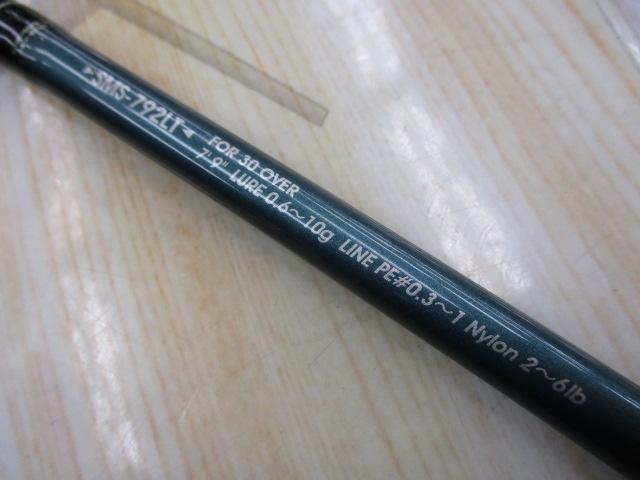 ▷SMS-792LT◁
FOR 30 OVER
7'9" LURE 0.6～10g LINE PE#0.3～1 Nylon 2～6lb